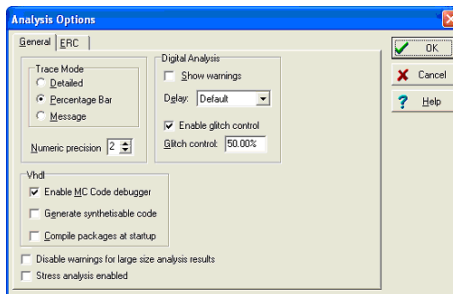 Analysis Options
General ERC
Trace Mode
Detailed
Percentage Bar
Message
Numeric precision 2
Digital Analysis
Show warnings
Delay: Default
Enable glitch control
Glitch control: 50.00%
Vhdl
Enable MC Code debugger
Generate synthetisable code
Compile packages at startup
Disable warnings for large size analysis results
Stress analysis enabled
OK
Cancel
Help